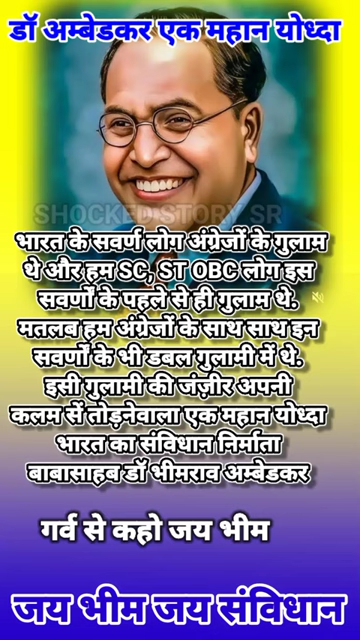 डॉ अम्बेडकर एक महान योध्दा
SHOCKED STORY SR
भारत के सवर्ण लोग अंग्रेजों के गुलाम
थे और हम SC, ST OBC लोग इस
सवर्णों के पहले से ही गुलाम थे.
मतलब हम अंग्रेजों के साथ साथ इन
सवर्णों के भी डबल गुलामी में थे.
इसी गुलामी की जंज़ीर अपनी
कलम सें तोड़नेवाला एक महान योध्दा
भारत का संविधान निर्माता
बाबासाहब डॉ भीमराव अम्बेडकर
गर्व से कहो जय भीम
जय भीम जय संविधान